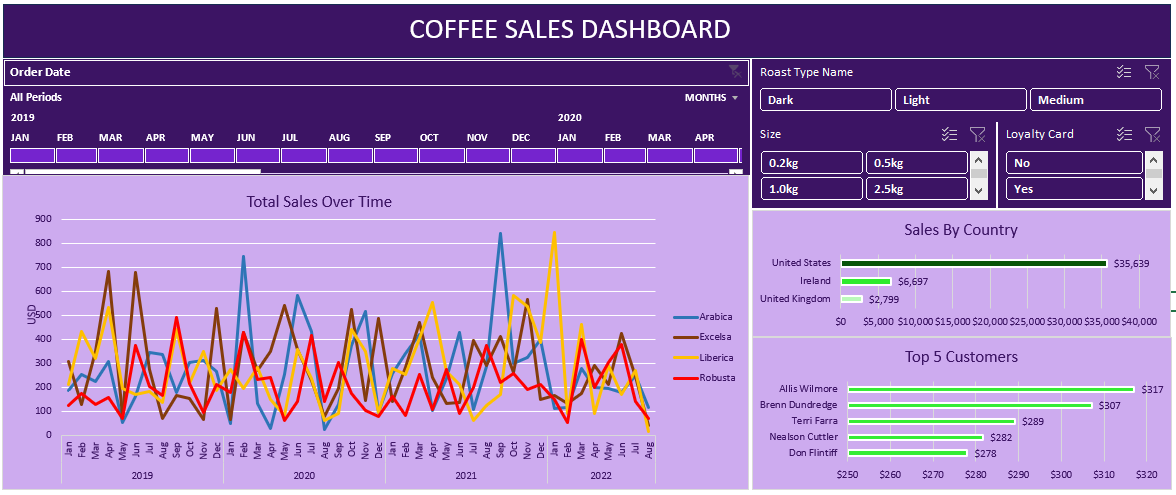 COFFEE SALES DASHBOARD
Order Date
All Periods MONTHS
2019 2020
JAN FEB MAR APR MAY JUN JUL AUG SEP OCT NOV DEC JAN FEB MAR APR
Roast Type Name
Dark Light Medium
Size
0.2kg 0.5kg
1.0kg 2.5kg
Loyalty Card
No
Yes
Total Sales Over Time
USD
900
800
700
600
500
400
300
200
100
0
Jan Feb Mar Apr May Jun Jul Aug Sep Oct Nov Dec Jan Feb Mar Apr May Jun Jul Aug Sep Oct Nov Dec Jan Feb Mar Apr May Jun Jul Aug Sep Oct Nov Dec Jan Feb Mar Apr May Jun Jul Aug
2019 2020 2021 2022
Arabica
Excelsa
Liberica
Robusta
Sales By Country
United States $35,639
Ireland $6,697
United Kingdom $2,799
$0 $5,000 $10,000 $15,000 $20,000 $25,000 $30,000 $35,000 $40,000
Top 5 Customers
Allis Wilmore $317
Brenn Dundredge $307
Terri Farra $289
Nealson Cuttler $282
Don Flintiff $278
$250 $260 $270 $280 $290 $300 $310 $320